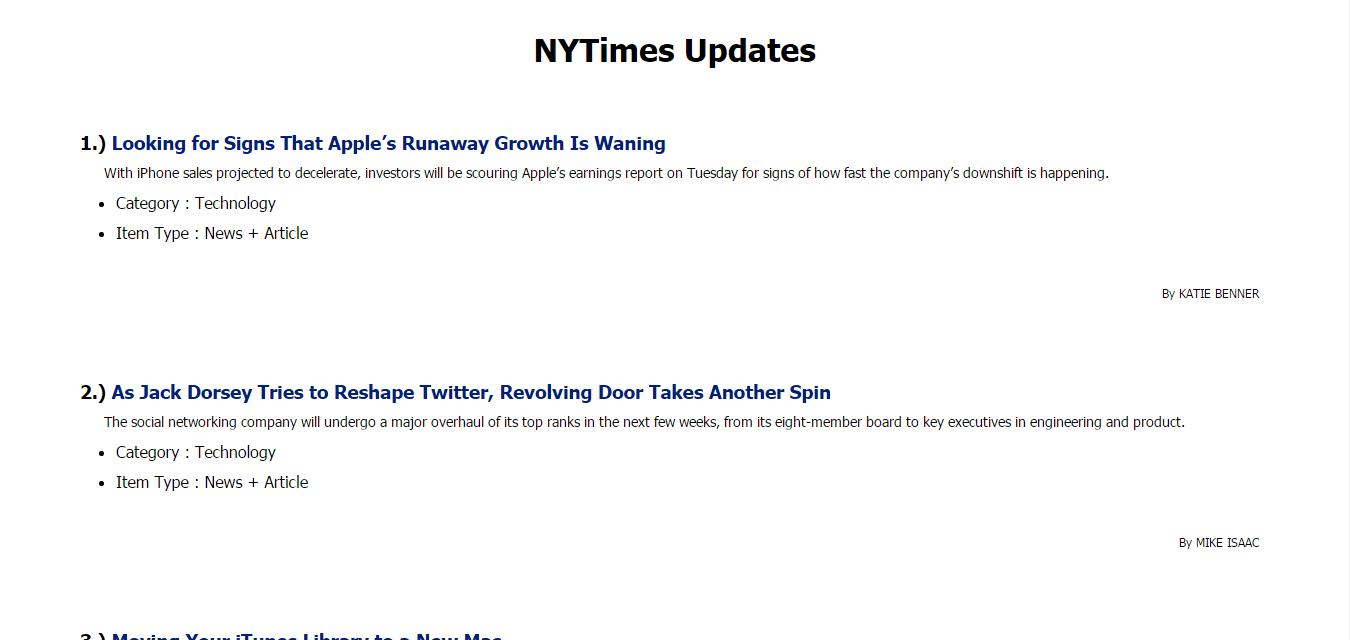 NYTimes Updates
1.) Looking for Signs That Apple’s Runaway Growth Is Waning
With iPhone sales projected to decelerate, investors will be scouring Apple’s earnings report on Tuesday for signs of how fast the company’s downshift is happening.
• Category : Technology
• Item Type : News + Article
By KATIE BENNER
2.) As Jack Dorsey Tries to Reshape Twitter, Revolving Door Takes Another Spin
The social networking company will undergo a major overhaul of its top ranks in the next few weeks, from its eight-member board to key executives in engineering and product.
• Category : Technology
• Item Type : News + Article
By MIKE ISAAC
3.) Moving Your iTunes Library to a New Mac